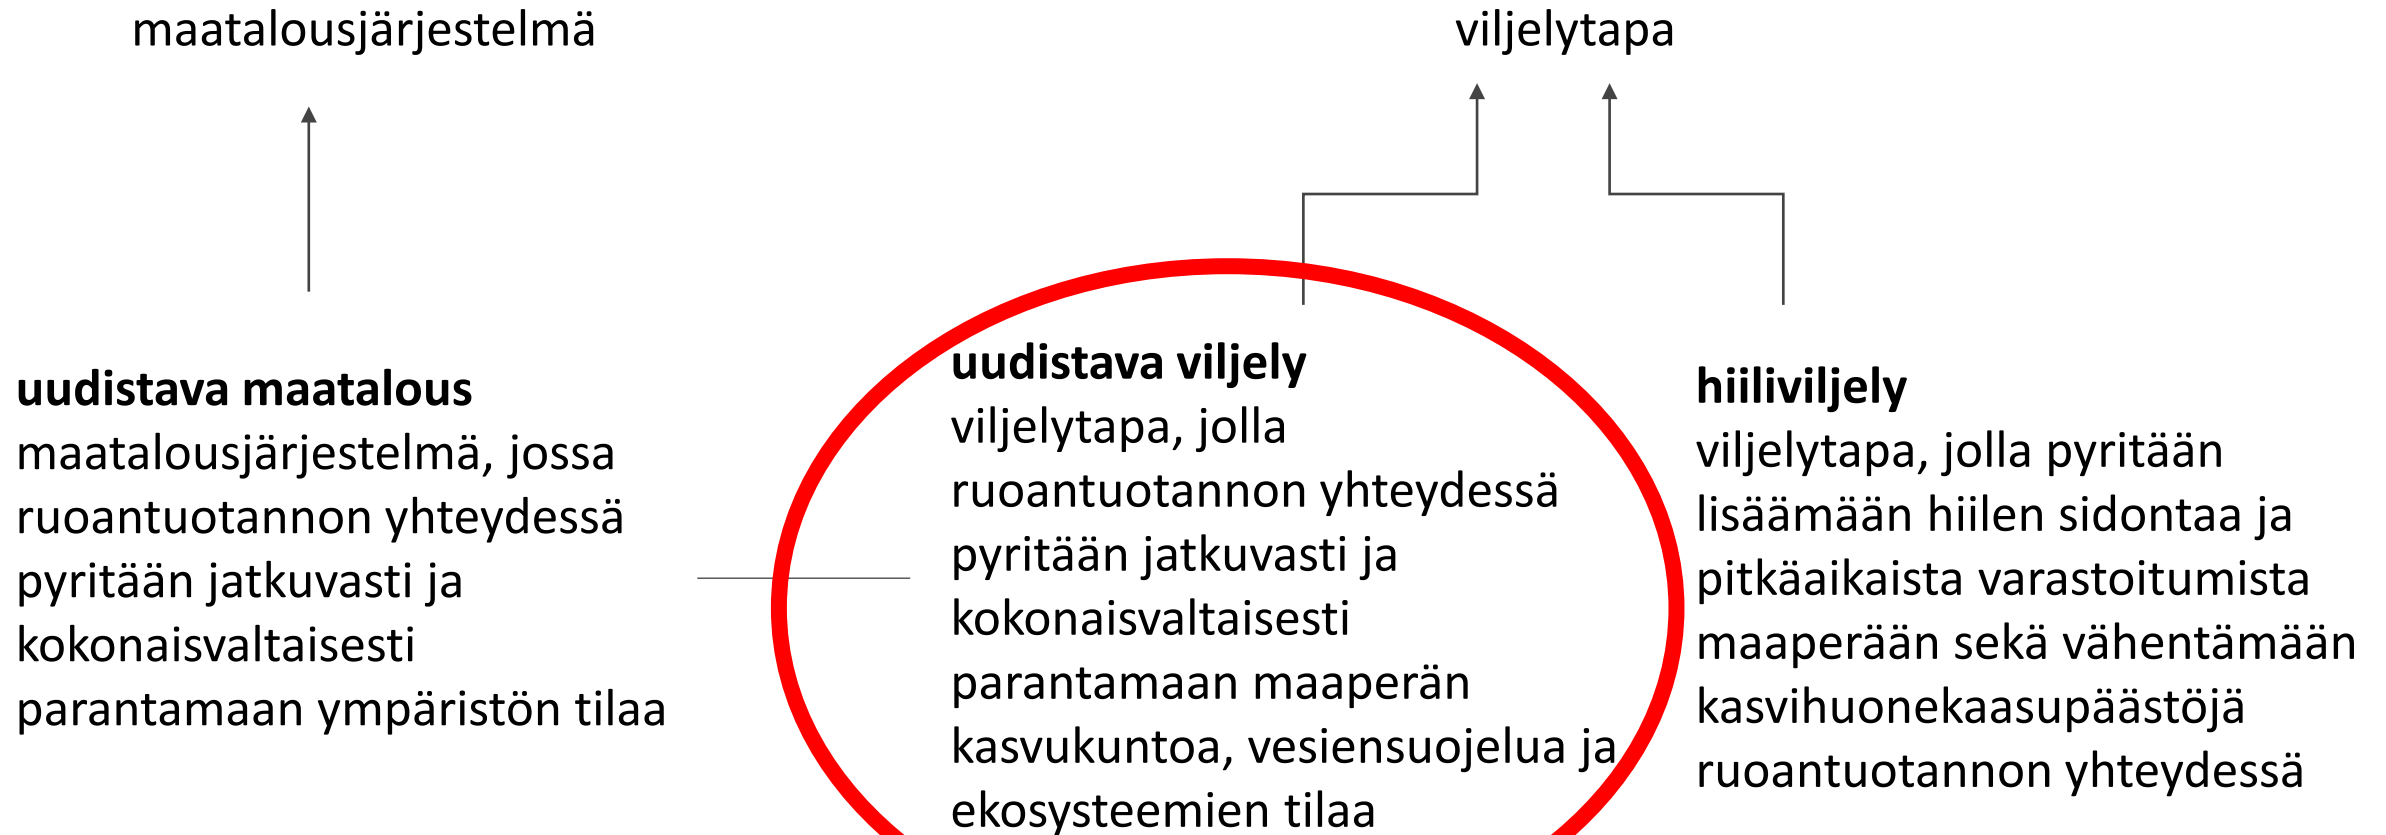 maatalousjärjestelmä
viljelytapa
uudistava maatalous
maatalousjärjestelmä, jossa
ruoantuotannon yhteydessä
pyritään jatkuvasti ja
kokonaisvaltaisesti
parantamaan ympäristön tilaa
uudistava viljely
viljelytapa, jolla
ruoantuotannon yhteydessä
pyritään jatkuvasti ja
kokonaisvaltaisesti
parantamaan maaperän
kasvukuntoa, vesiensuojelua ja
ekosysteemien tilaa
hiiliviljely
viljelytapa, jolla pyritään
lisäämään hiilen sidontaa ja
pitkäaikaista varastoitumista
maaperään sekä vähentämään
kasvihuonekaasupäästöjä
ruoantuotannon yhteydessä